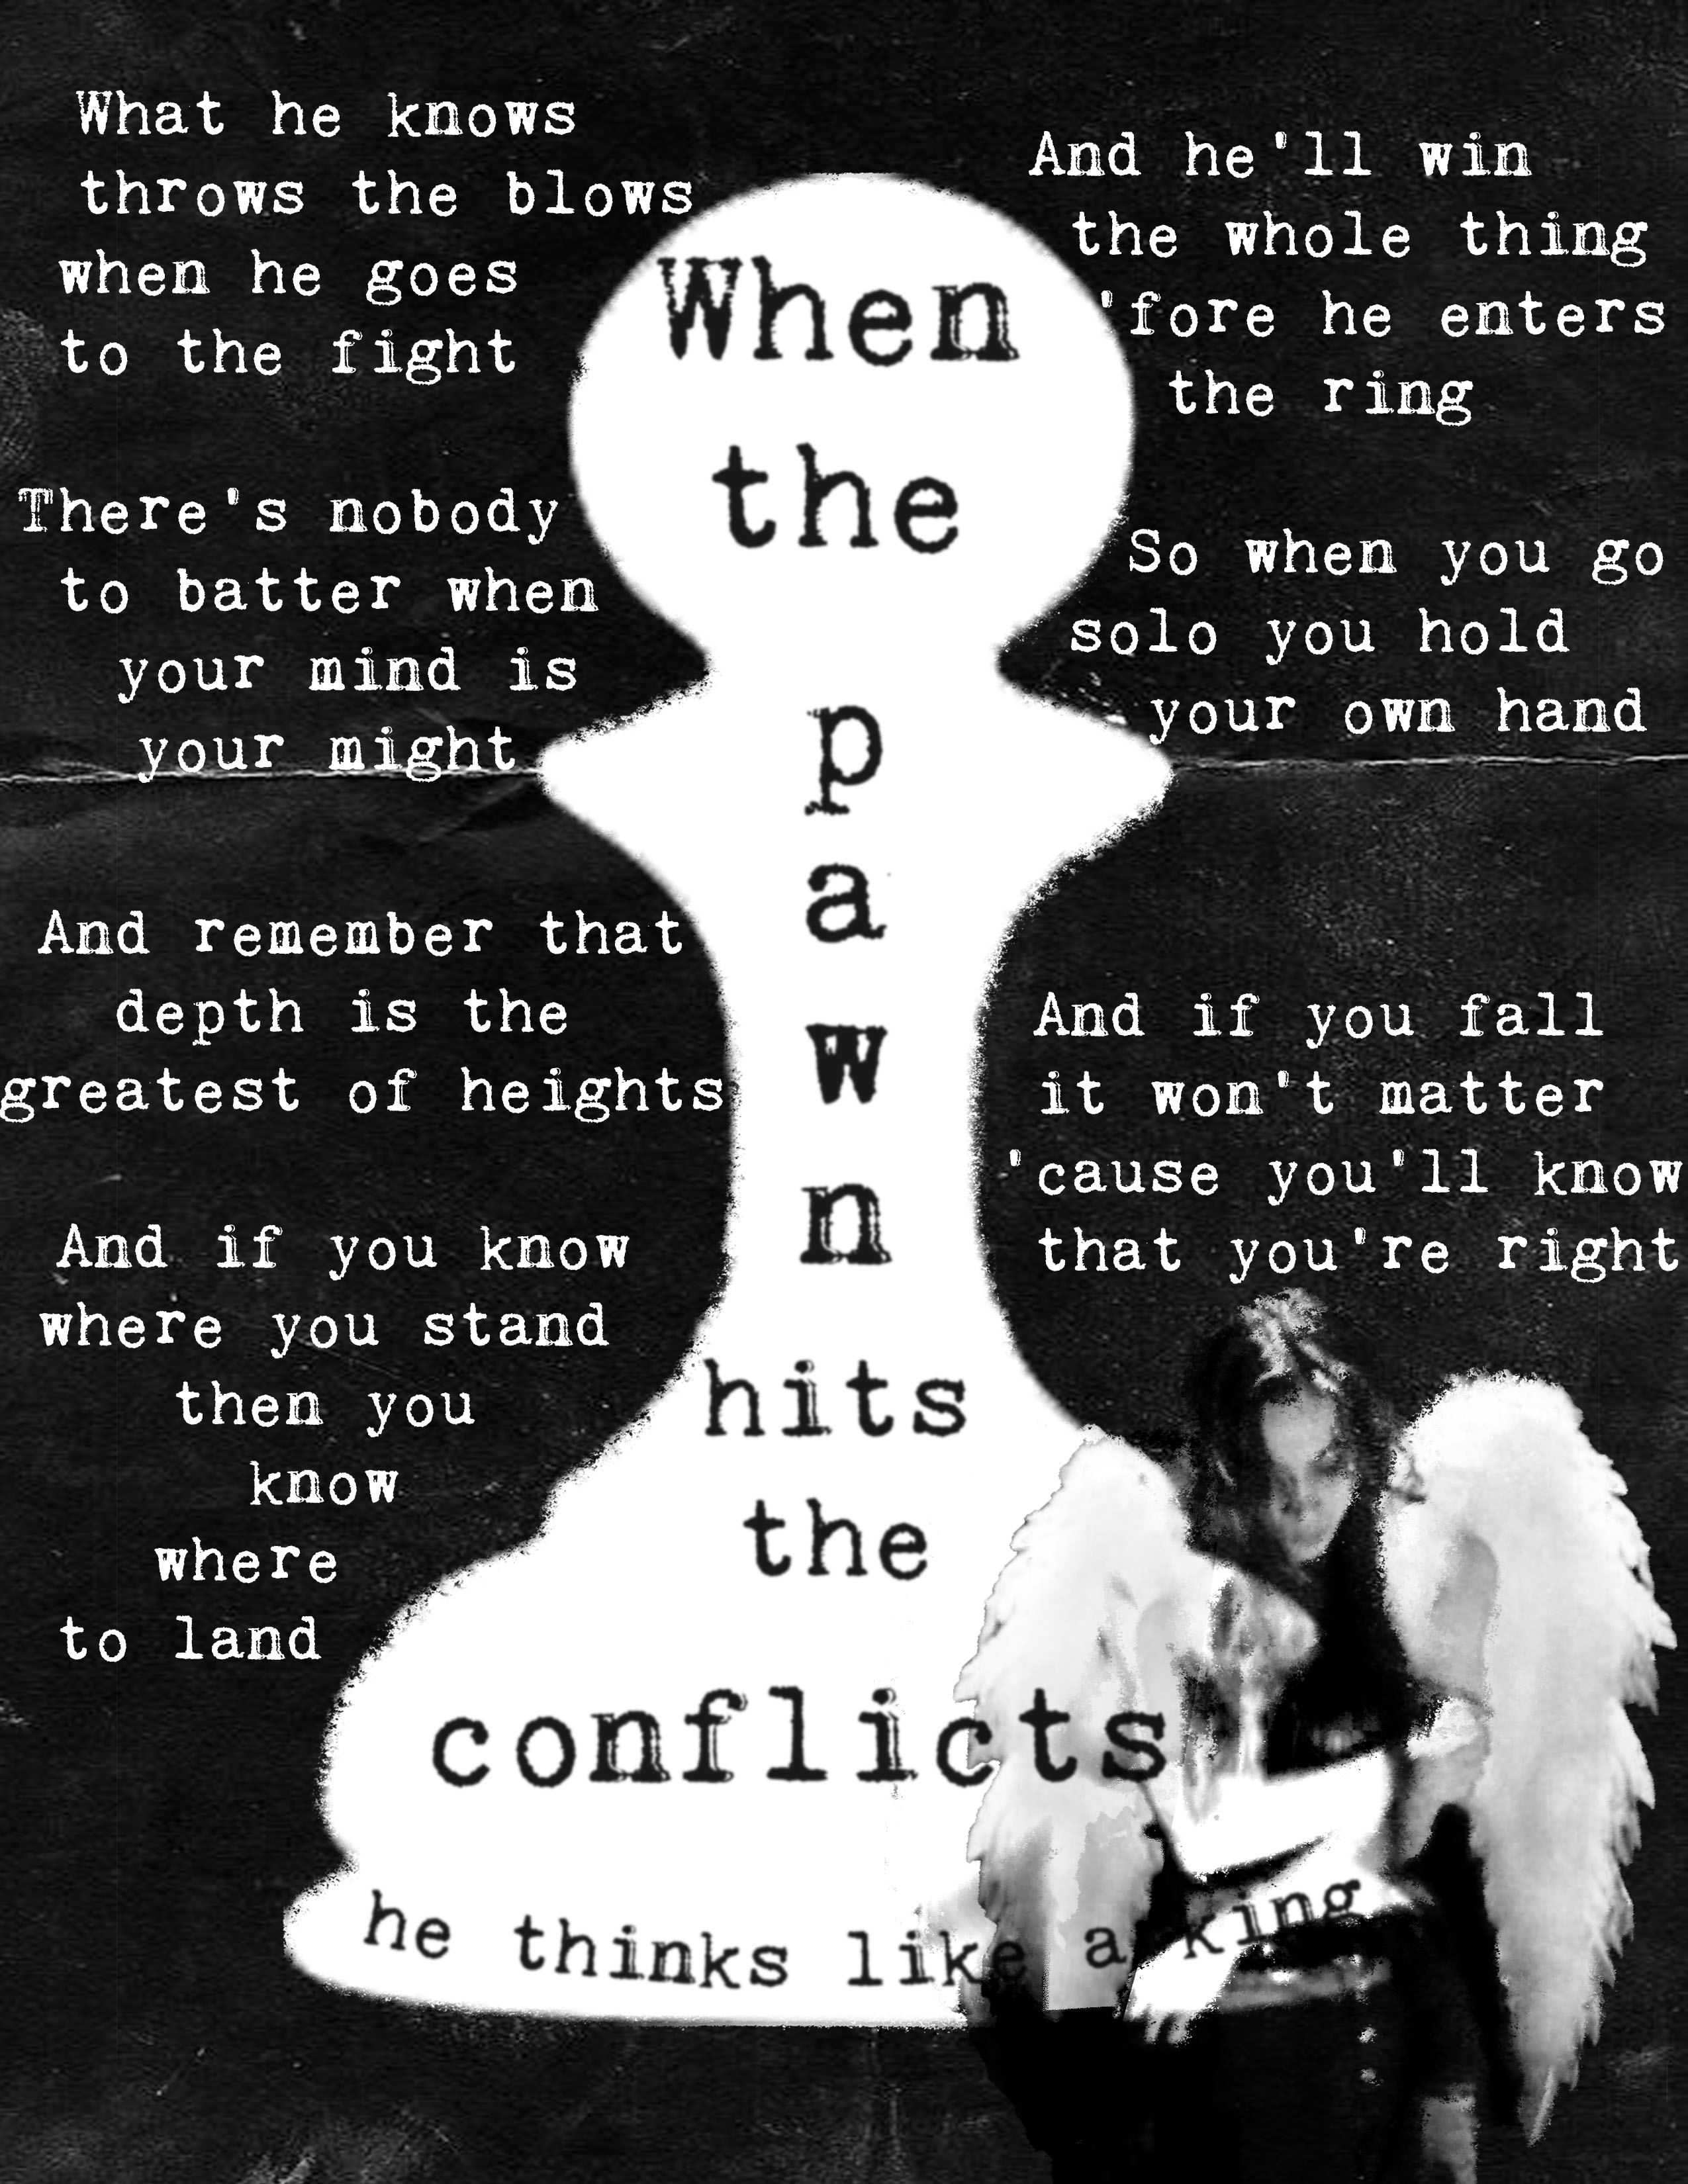 When
the
p
a
w
n
hits
the
conflicts
he thinks like a king
What he knows
throws the blows
when he goes
to the fight
And he'll win
the whole thing
'fore he enters
the ring
There's nobody
to batter when
your mind is
your might
So when you go
solo you hold
your own hand
And remember that
depth is the
greatest of heights
And if you know
where you stand
then you
know
where
to land
And if you fall
it won't matter
'cause you'll know
that you're right